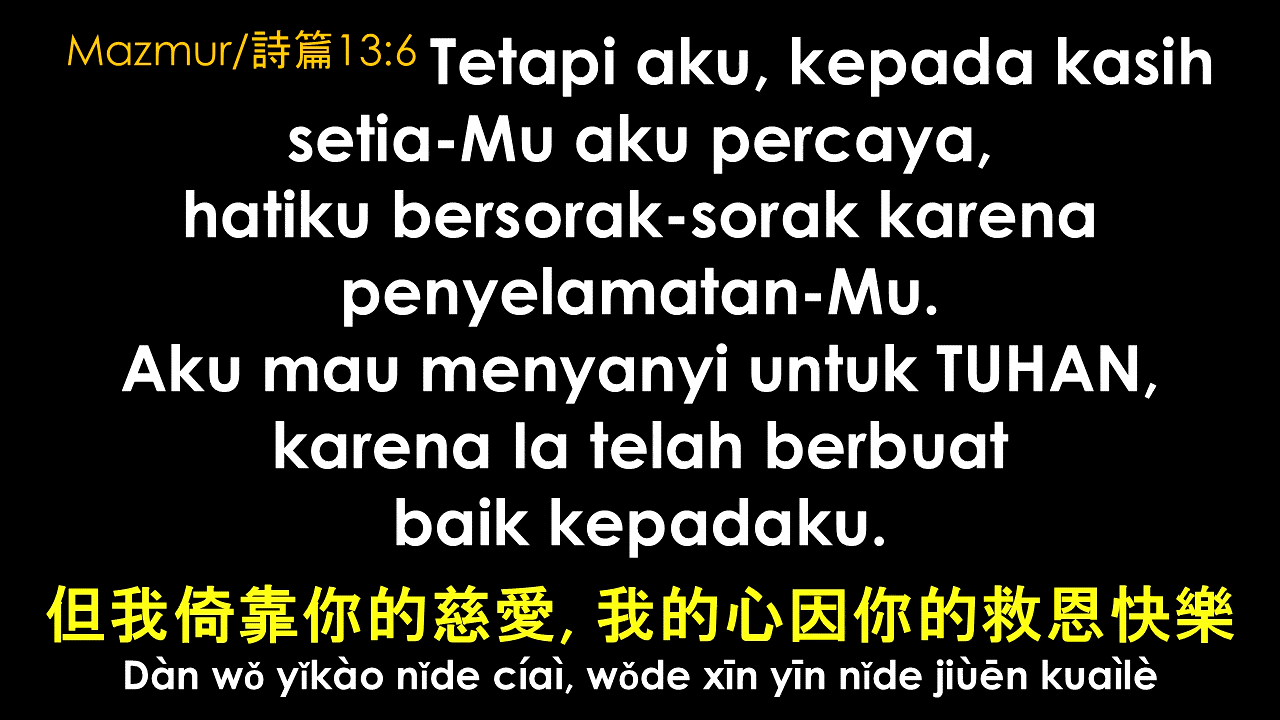 Mazmur/詩篇13:6 Tetapi aku, kepada kasih
setia-Mu aku percaya,
hatiku bersorak-sorak karena
penyelamatan-Mu.
Aku mau menyanyi untuk TUHAN,
karena Ia telah berbuat
baik kepadaku.
但我倚靠你的慈愛, 我的心因你的救恩快樂
Dàn wǒ yǐkào nǐde cíaì, wǒde xīn yīn nǐde jiùēn kuaìlè